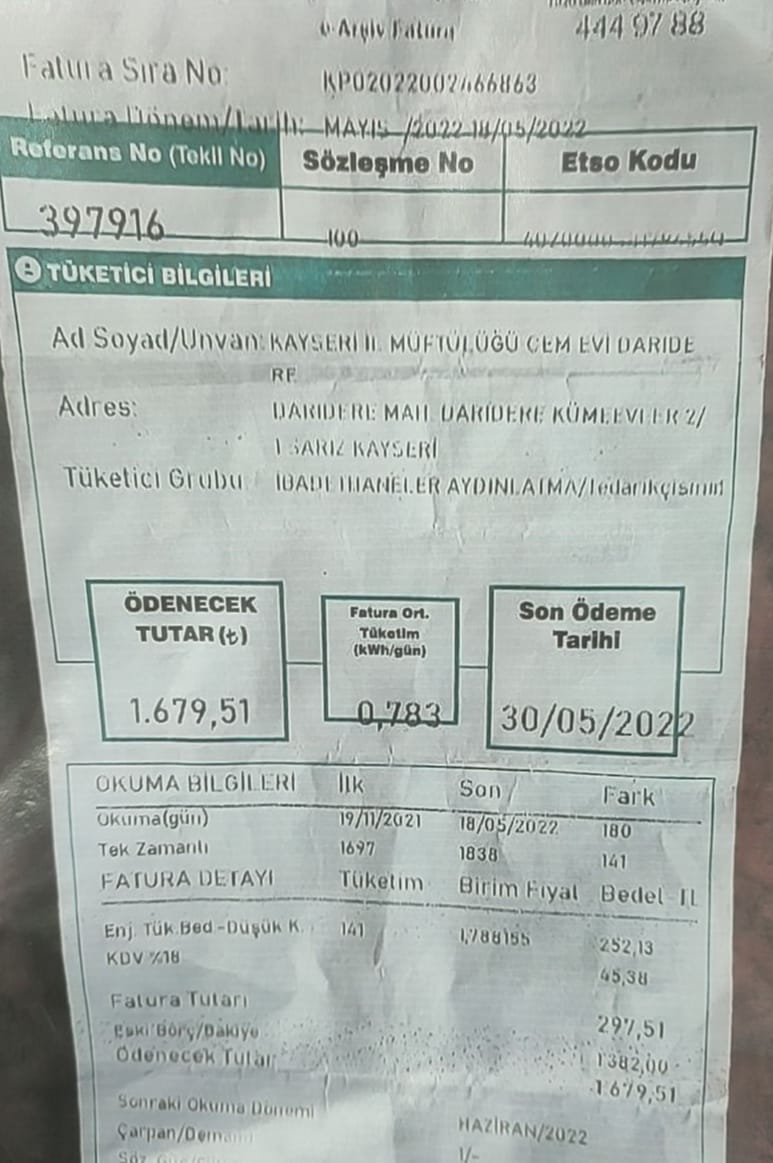 e-Arşiv Fatura
444 97 88
Fatura Sıra No: KP02022002466863
Fatura Dönem/Tarih: MAYIS /2022-18/05/2022
Referans No (Tekil No) Sözleşme No Etso Kodu
397916 100
TÜKETİCİ BİLGİLERİ
Ad Soyad/Unvan: KAYSERİ İL MÜFTÜLÜĞÜ CEM EVİ DARIDE
RE
Adres: DARIDERE MAH. DARIDERE KÜMEEVLER 2/
1 SARIZ KAYSERİ
Tüketici Grubu İBADETHANELER AYDINLATMA/Tedarikçisinin
ÖDENECEK
TUTAR (₺)
1.679,51
Fatura Ort.
Tüketim
(kWh/gün)
0,783
Son Ödeme
Tarihi
30/05/2022
OKUMA BİLGİLERİ İlk Son Fark
Okuma(gün) 19/11/2021 18/05/2022 180
Tek Zamanlı 1697 1838 141
FATURA DETAYI Tüketim Birim Fiyat Bedel TL
Enj. Tük.Bed-Düşük K. 141 1,788155 252,13
KDV %18 45,38
Fatura Tutarı 297,51
Eski Borç/Bakiye 1382,00
Ödenecek Tutar 1679,51
Sonraki Okuma Dönemi HAZİRAN/2022
Çarpan/Demand 1/-